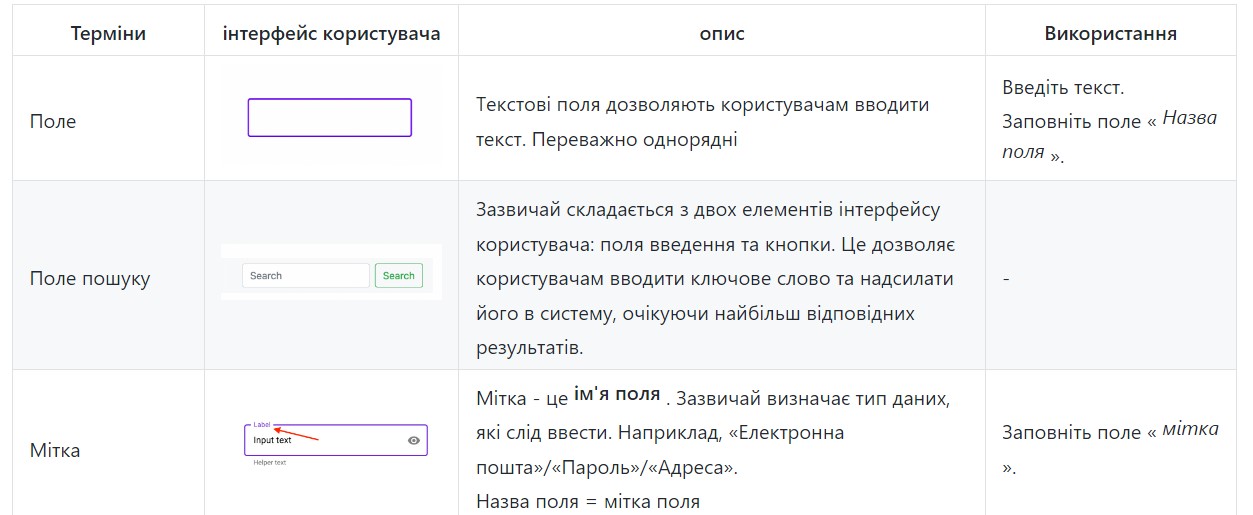 Терміни
інтерфейс користувача
опис
Використання
Поле
Текстові поля дозволяють користувачам вводити
текст. Переважно однорядні
Введіть текст.
Заповніть поле « Назва
поля ».
Поле пошуку
Search
Search
Зазвичай складається з двох елементів інтерфейсу
користувача: поля введення та кнопки. Це дозволяє
користувачам вводити ключове слово та надсилати
його в систему, очікуючи найбільш відповідних
результатів.
-
Мітка
Label
Input text
Helper text
Мітка - це ім'я поля . Зазвичай визначає тип даних,
які слід ввести. Наприклад, «Електронна
пошта»/«Пароль»/«Адреса».
Назва поля = мітка поля
Заповніть поле « мітка
».